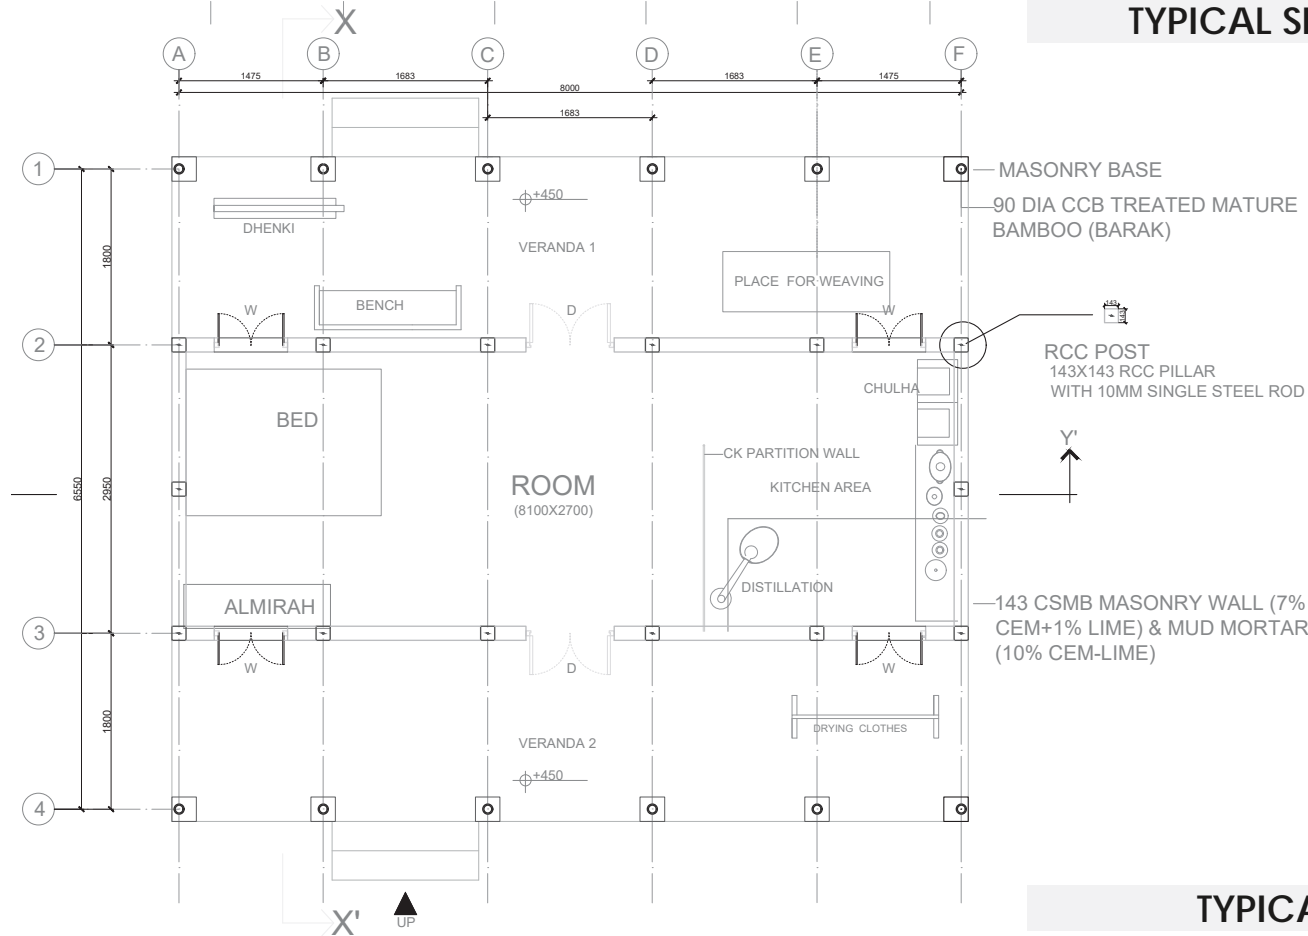 TYPICAL
X
A
B
C
D
E
F
1475
1683
1683
1475
8000
1683
1
MASONRY BASE
+450
90 DIA CCB TREATED MATURE
BAMBOO (BARAK)
DHENKI
VERANDA 1
1800
PLACE FOR WEAVING
BENCH
W
D
W
143
143
2
RCC POST
143X143 RCC PILLAR
WITH 10MM SINGLE STEEL ROD
CHULHA
BED
Y'
CK PARTITION WALL
ROOM
(8100X2700)
KITCHEN AREA
6550
2950
DISTILLATION
ALMIRAH
143 CSMB MASONRY WALL (7%
CEM+1% LIME) & MUD MORTAR
(10% CEM-LIME)
3
W
D
W
1800
DRYING CLOTHES
VERANDA 2
+450
4
X'
UP